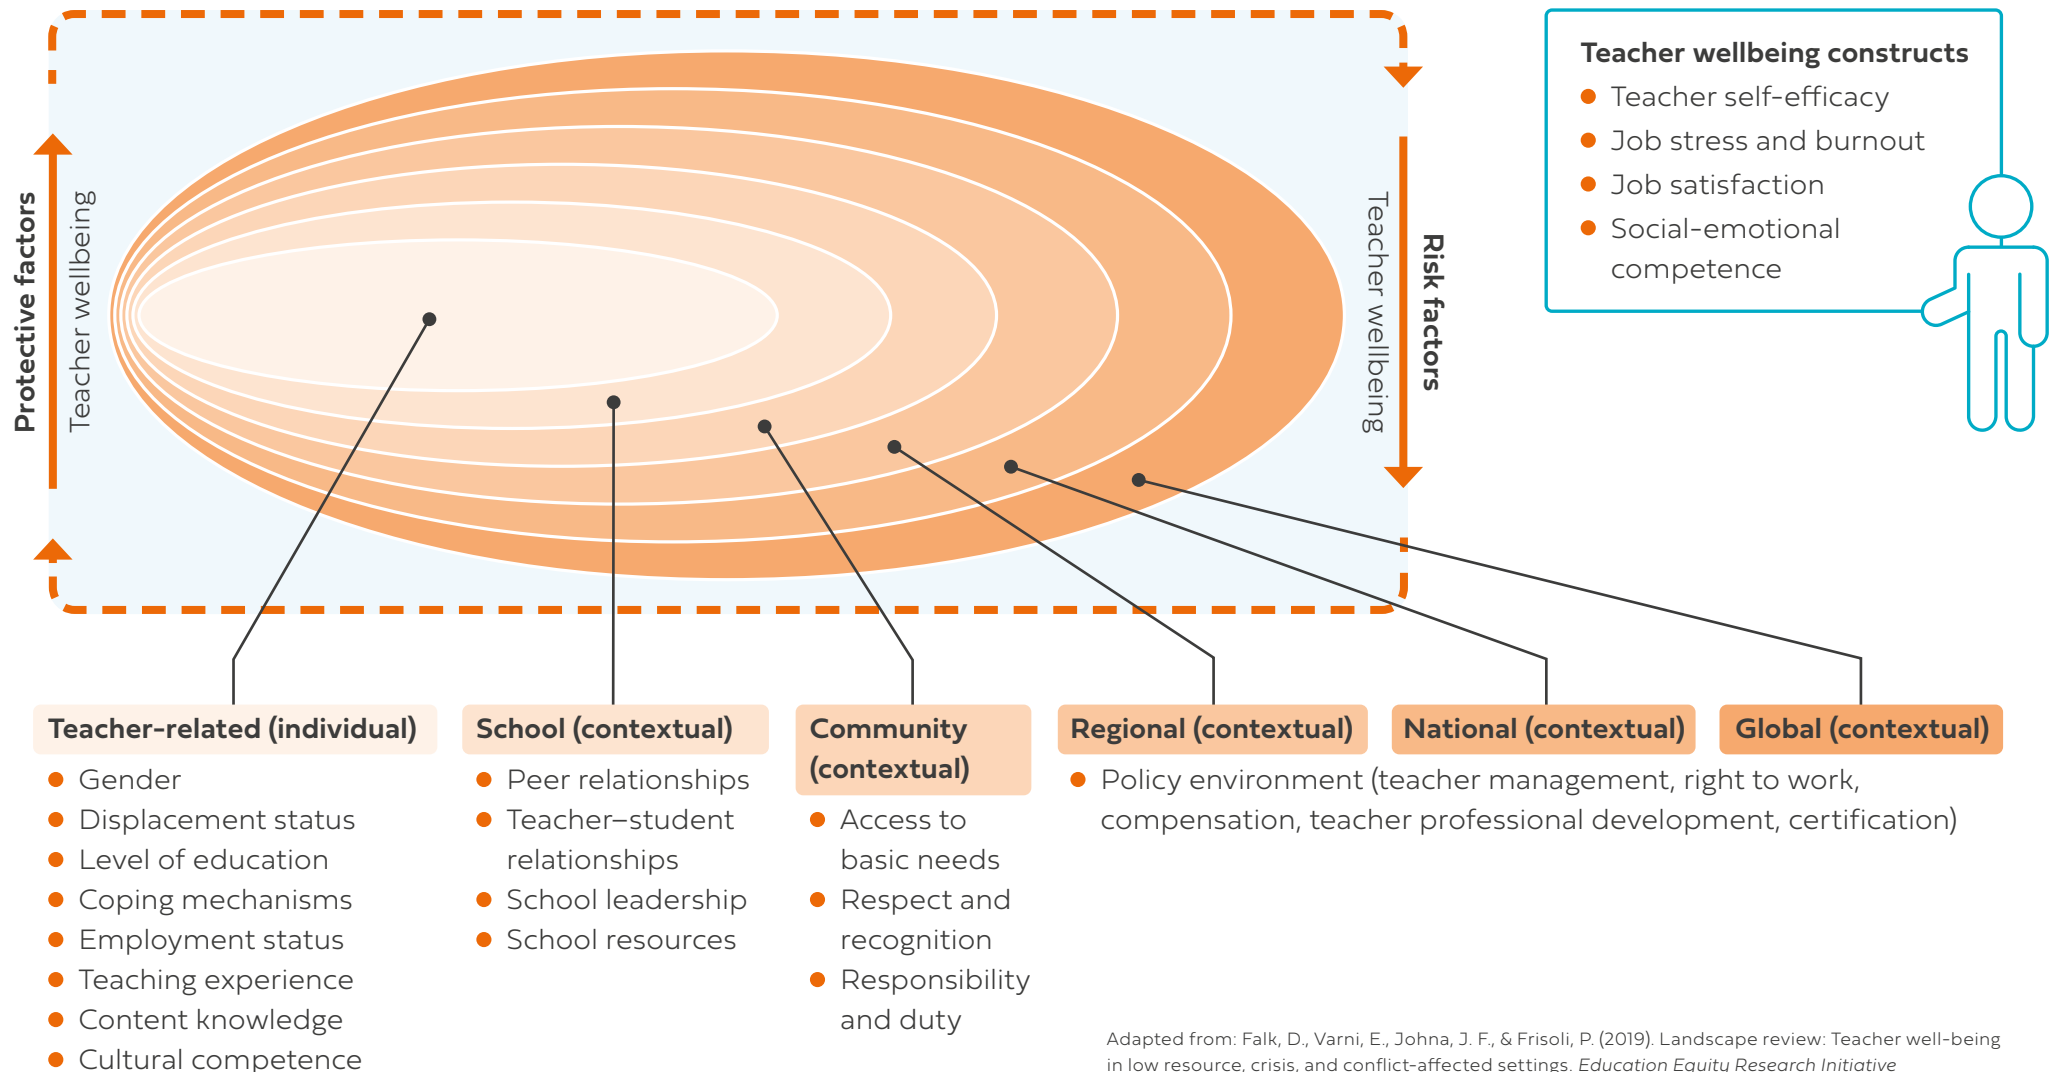 Protective factors
Teacher wellbeing
Teacher wellbeing
Risk factors
Teacher wellbeing constructs
Teacher self-efficacy
Job stress and burnout
Job satisfaction
Social-emotional
competence
Teacher-related (individual)
Gender
Displacement status
Level of education
Coping mechanisms
Employment status
Teaching experience
Content knowledge
Cultural competence
School (contextual)
Peer relationships
Teacher–student
relationships
School leadership
School resources
Community
(contextual)
Access to
basic needs
Respect and
recognition
Responsibility
and duty
Regional (contextual)
National (contextual)
Global (contextual)
Policy environment (teacher management, right to work,
compensation, teacher professional development, certification)
Adapted from: Falk, D., Varni, E., Johna, J. F., & Frisoli, P. (2019). Landscape review: Teacher well-being
in low resource, crisis, and conflict-affected settings. Education Equity Research Initiative